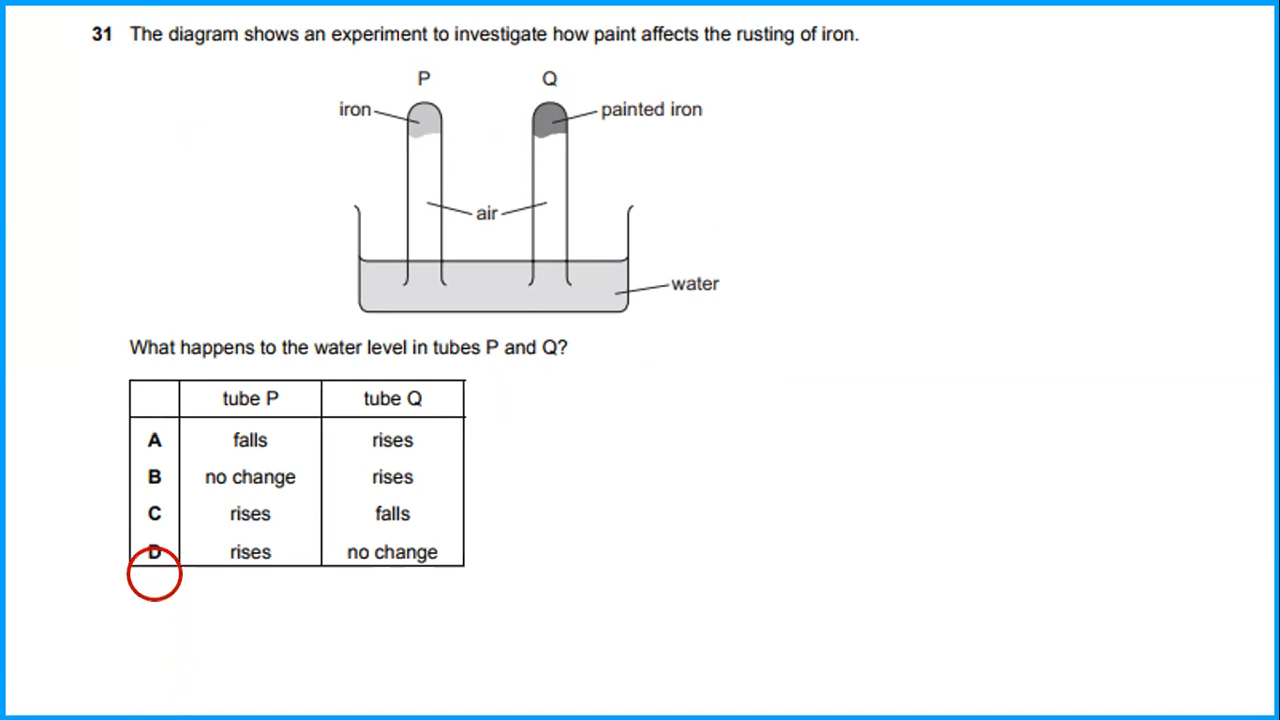 31 The diagram shows an experiment to investigate how paint affects the rusting of iron.
P Q
iron painted iron
air
water
What happens to the water level in tubes P and Q?
tube P tube Q
A falls rises
B no change rises
C rises falls
D rises no change